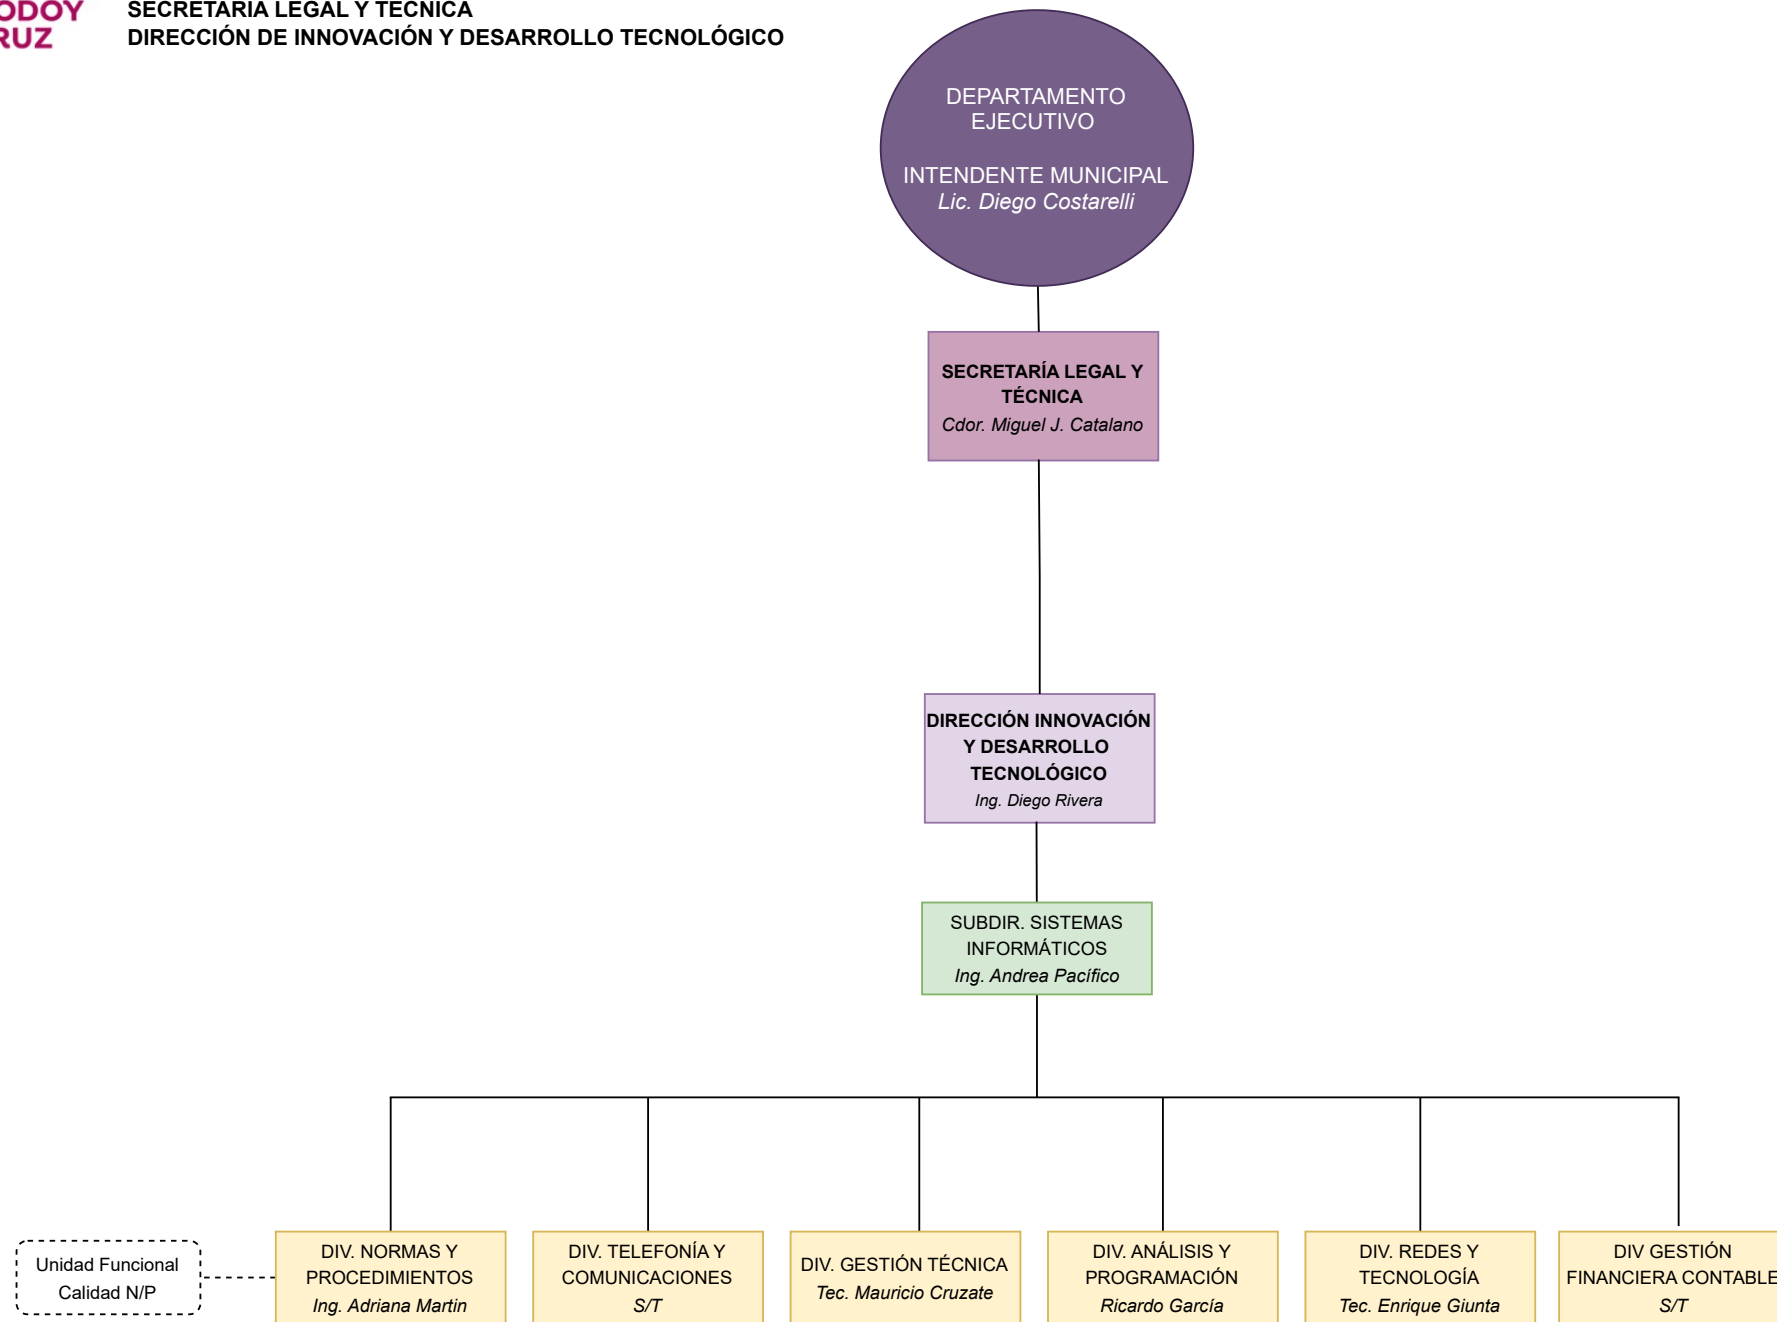 ODOY
RUZ
SECRETARÍA LEGAL Y TÉCNICA
DIRECCIÓN DE INNOVACIÓN Y DESARROLLO TECNOLÓGICO
DEPARTAMENTO
EJECUTIVO
INTENDENTE MUNICIPAL
Lic. Diego Costarelli
SECRETARÍA LEGAL Y
TÉCNICA
Cdor. Miguel J. Catalano
DIRECCIÓN INNOVACIÓN
Y DESARROLLO
TECNOLÓGICO
Ing. Diego Rivera
SUBDIR. SISTEMAS
INFORMÁTICOS
Ing. Andrea Pacífico
Unidad Funcional
Calidad N/P
DIV. NORMAS Y
PROCEDIMIENTOS
Ing. Adriana Martin
DIV. TELEFONÍA Y
COMUNICACIONES
S/T
DIV. GESTIÓN TÉCNICA
Tec. Mauricio Cruzate
DIV. ANÁLISIS Y
PROGRAMACIÓN
Ricardo García
DIV. REDES Y
TECNOLOGÍA
Tec. Enrique Giunta
DIV GESTIÓN
FINANCIERA CONTABLE
S/T